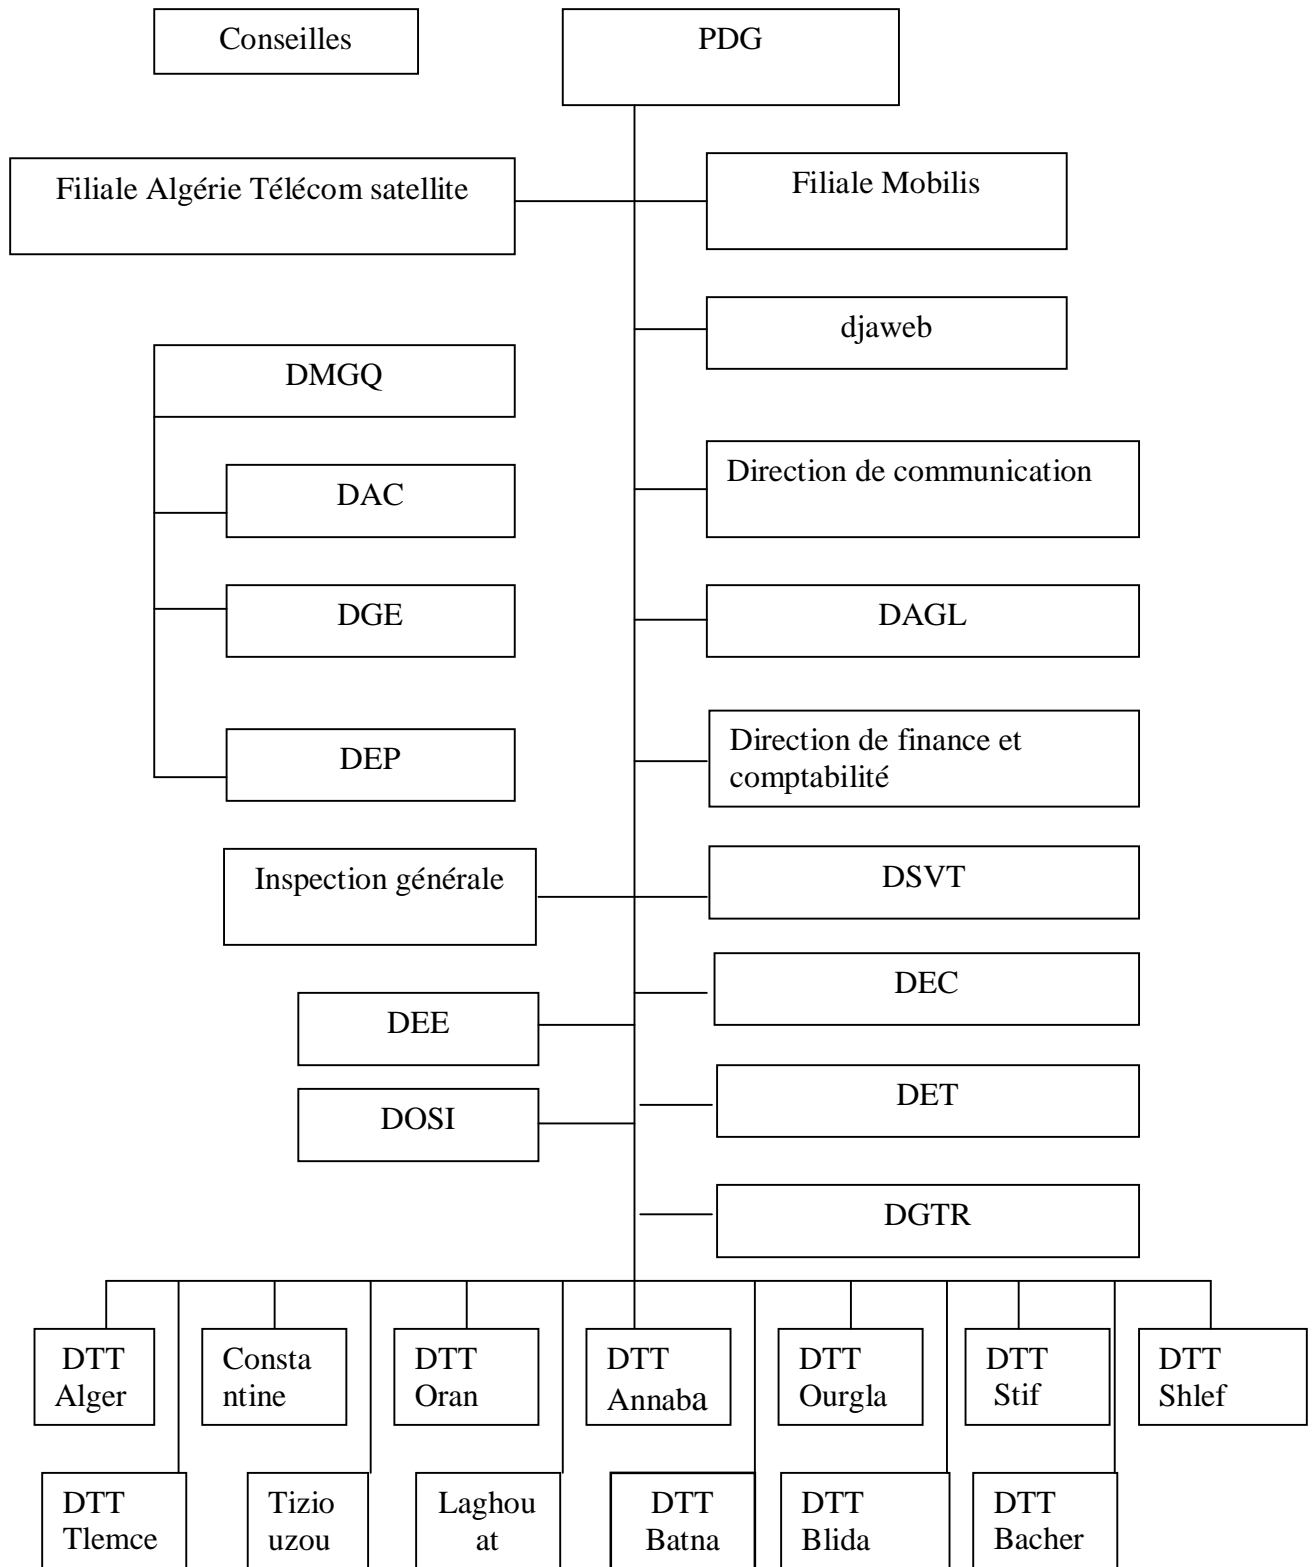 Conseilles
PDG
Filiale Algérie Télécom satellite
Filiale Mobilis
djaweb
DMGQ
Direction de communication
DAC
DGE
DAGL
Direction de finance et
comptabilité
DEP
Inspection générale
DSVT
DEC
DEE
DET
DOSI
DGTR
DTT
Alger
Consta
ntine
DTT
Oran
DTT
Annaba
DTT
Ourgla
DTT
Stif
DTT
Shlef
DTT
Tlemce
Tizio
uzou
Laghou
at
DTT
Batna
DTT
Blida
DTT
Bacher